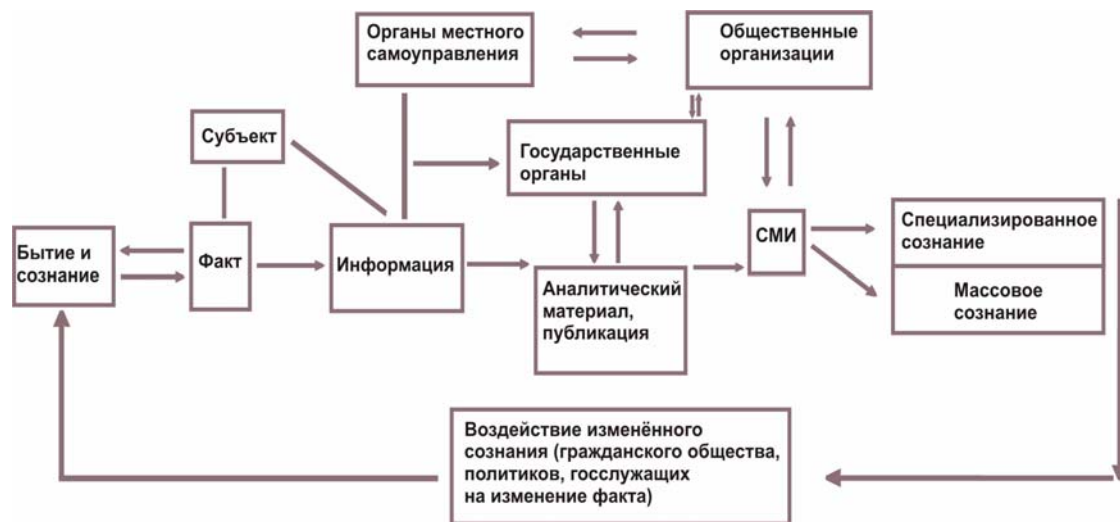 Органы местного
самоуправления
Общественные
организации
Субъект
Государственные
органы
Бытие и
сознание
Факт
Информация
СМИ
Специализированное
сознание
Массовое
сознание
Аналитический
материал,
публикация
Воздействие изменённого
сознания (гражданского общества,
политиков, госслужащих
на изменение факта)